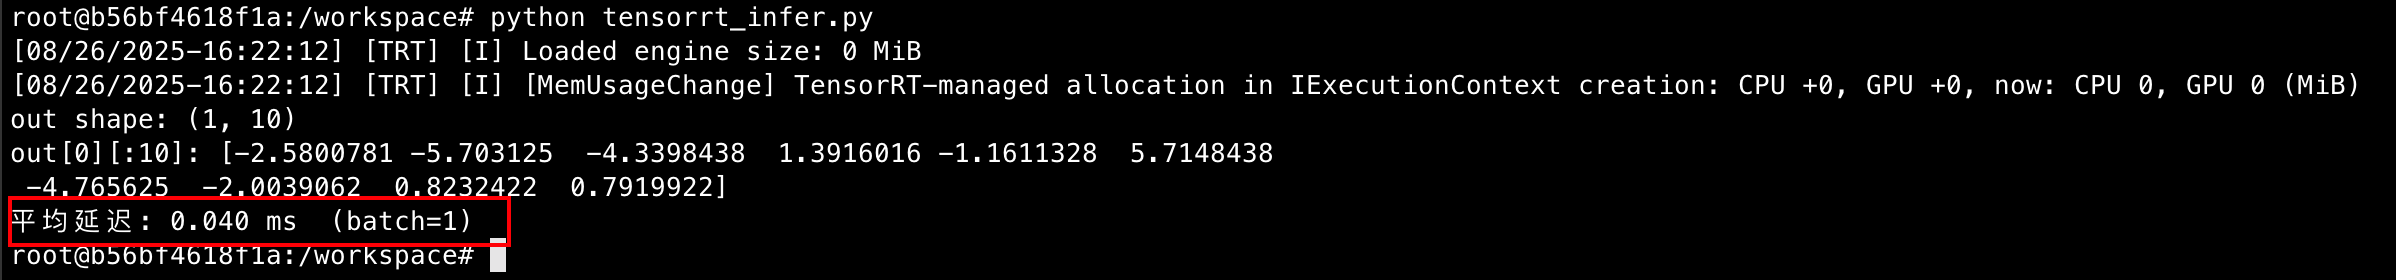 root@b56bf4618f1a:/workspace# python tensorrt_infer.py
[08/26/2025-16:22:12] [TRT] [I] Loaded engine size: 0 MiB
[08/26/2025-16:22:12] [TRT] [I] [MemUsageChange] TensorRT-managed allocation in IExecutionContext creation: CPU +0, GPU +0, now: CPU 0, GPU 0 (MiB)
out shape: (1, 10)
out[0][:10]: [-2.5800781 -5.703125  -4.3398438  1.3916016 -1.1611328  5.7148438
 -4.765625  -2.0039062  0.8232422  0.7919922]
平均延迟: 0.040 ms  (batch=1)
root@b56bf4618f1a:/workspace#